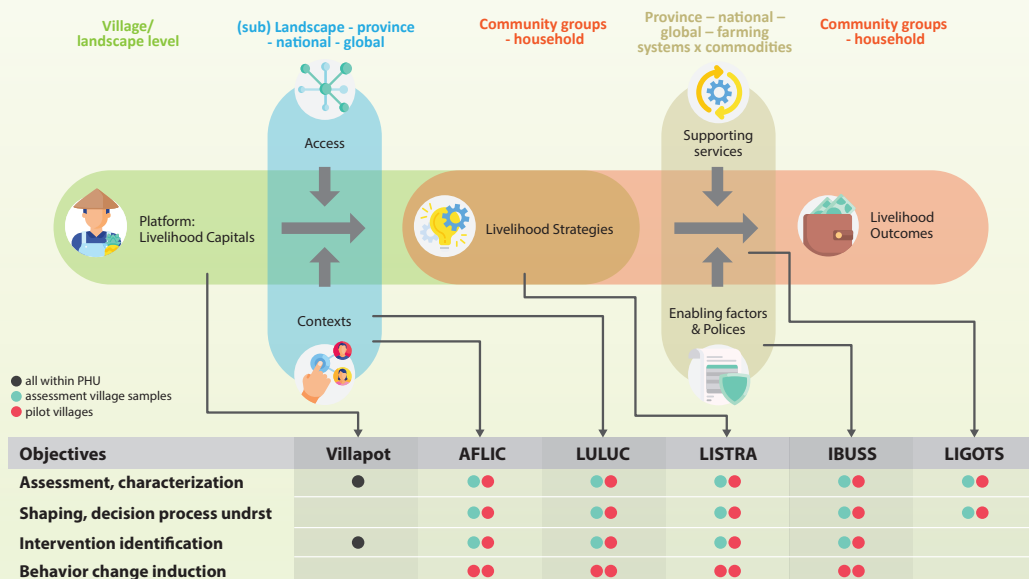 Village/
landscape level
(sub) Landscape - province
- national - global
Community groups
- household
Province – national –
global – farming
systems x commodities
Community groups
- household
Access
Supporting
services
Platform:
Livelihood Capitals
Livelihood Strategies
Livelihood
Outcomes
Contexts
Enabling factors
& Polices
all within PHU
assessment village samples
pilot villages
Objectives Villapot AFLIC LULUC LISTRA IBUSS LIGOTS
Assessment, characterization
Shaping, decision process undrst
Intervention identification
Behavior change induction